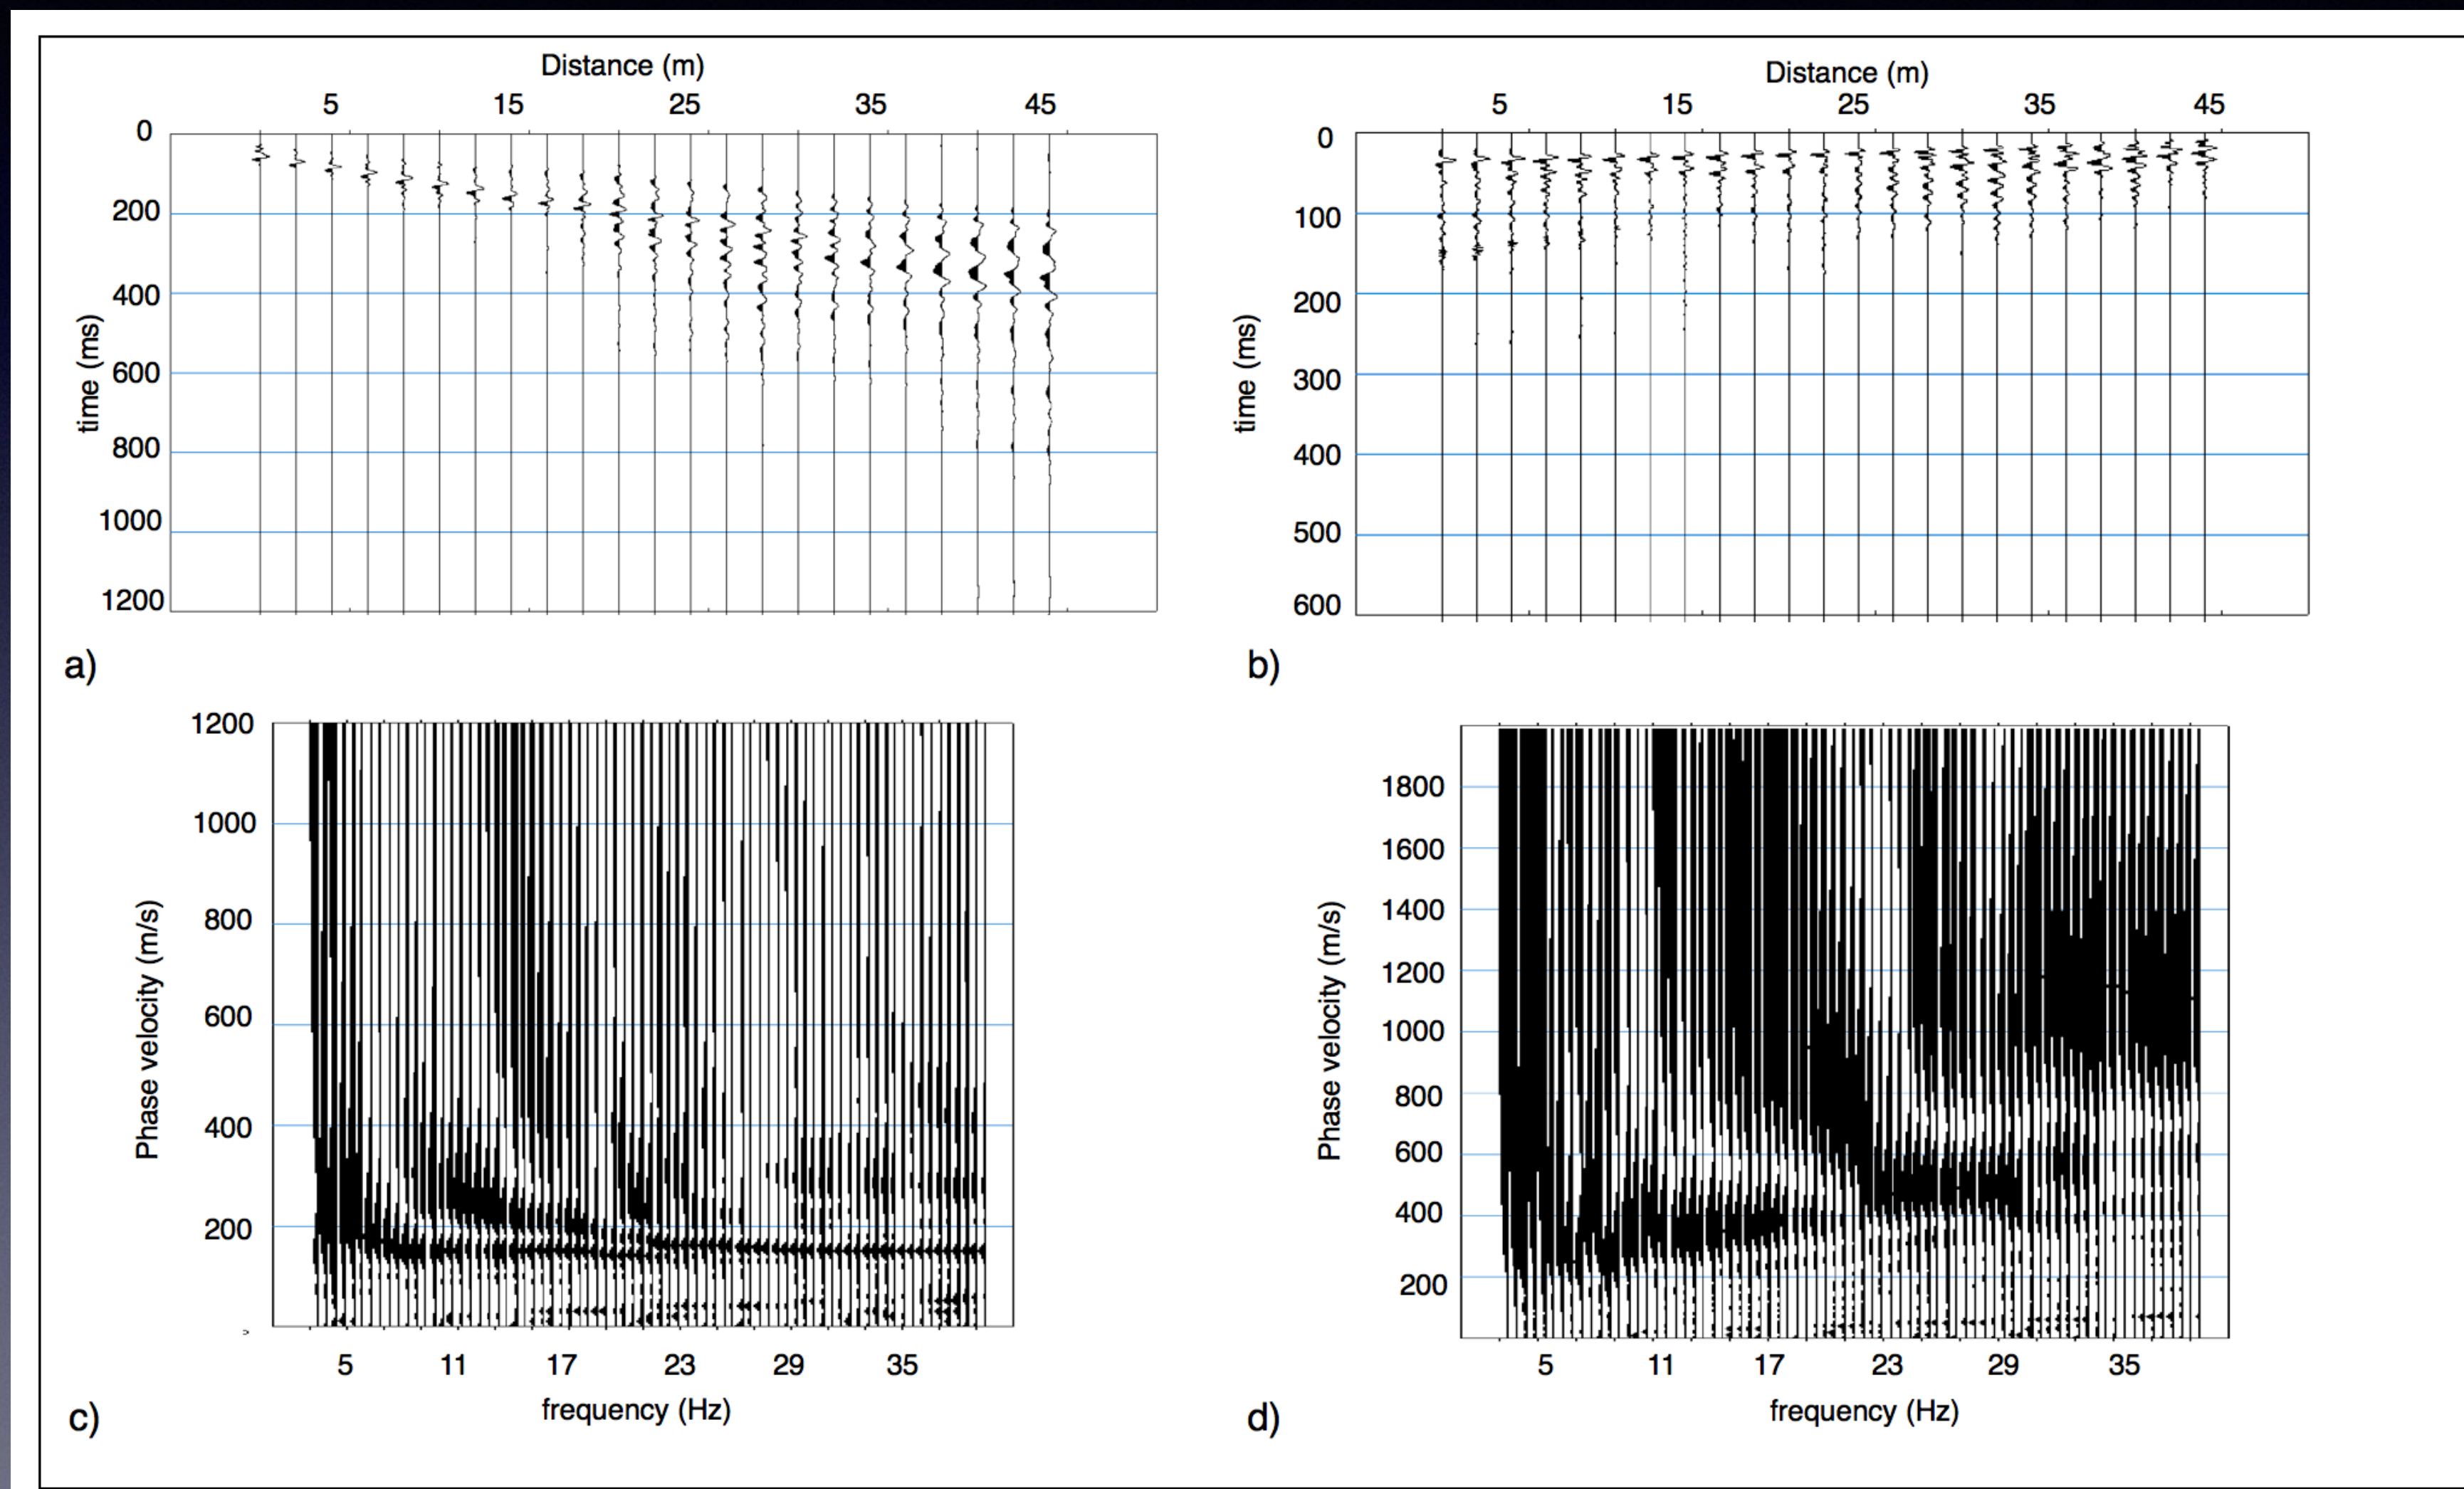 Distance (m)
5 15 25 35 45
0
200
400
600
800
1000
1200
time (ms)
a)
Distance (m)
5 15 25 35 45
0
100
200
300
400
500
600
time (ms)
b)
1200
1000
800
600
400
200
>
Phase velocity (m/s)
5 11 17 23 29 35
frequency (Hz)
c)
1800
1600
1400
1200
1000
800
600
400
200
Phase velocity (m/s)
5 11 17 23 29 35
frequency (Hz)
d)